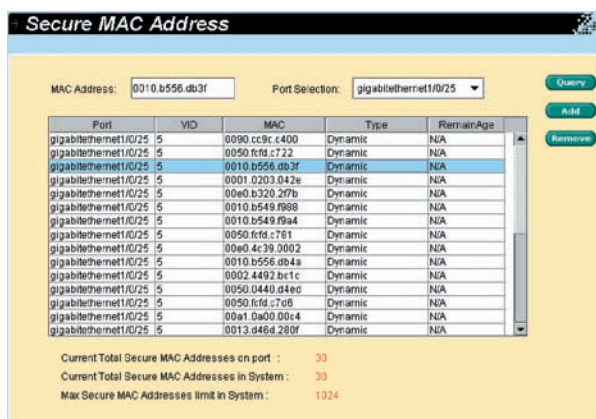 Secure MAC Address
MAC Address: 0010.b556.db3f Port Selection: gigabitethernet1/0/25
Query
Add
Remove
Port VID MAC Type RemainAge
gigabitethernet1/0/25 5 0090.cc9c.c400 Dynamic N/A
gigabitethernet1/0/25 5 0050.fcfd.c722 Dynamic N/A
gigabitethernet1/0/25 5 0010.b556.db3f Dynamic N/A
gigabitethernet1/0/25 5 0001.0203.042e Dynamic N/A
gigabitethernet1/0/25 5 00e0.b320.2f7b Dynamic N/A
gigabitethernet1/0/25 5 0010.b549.f988 Dynamic N/A
gigabitethernet1/0/25 5 0010.b549.f9a4 Dynamic N/A
gigabitethernet1/0/25 5 0050.fcfd.c781 Dynamic N/A
gigabitethernet1/0/25 5 00e0.4c39.0002 Dynamic N/A
gigabitethernet1/0/25 5 0010.b556.db4a Dynamic N/A
gigabitethernet1/0/25 5 0002.4492.bc1c Dynamic N/A
gigabitethernet1/0/25 5 0050.0440.d4ed Dynamic N/A
gigabitethernet1/0/25 5 0050.fcfd.c7d6 Dynamic N/A
gigabitethernet1/0/25 5 00a1.0a00.00c4 Dynamic N/A
gigabitethernet1/0/25 5 0013.d46d.280f Dynamic N/A
Current Total Secure MAC Addresses on port : 30
Current Total Secure MAC Addresses in System : 30
Max Secure MAC Addresses limit in System : 1024